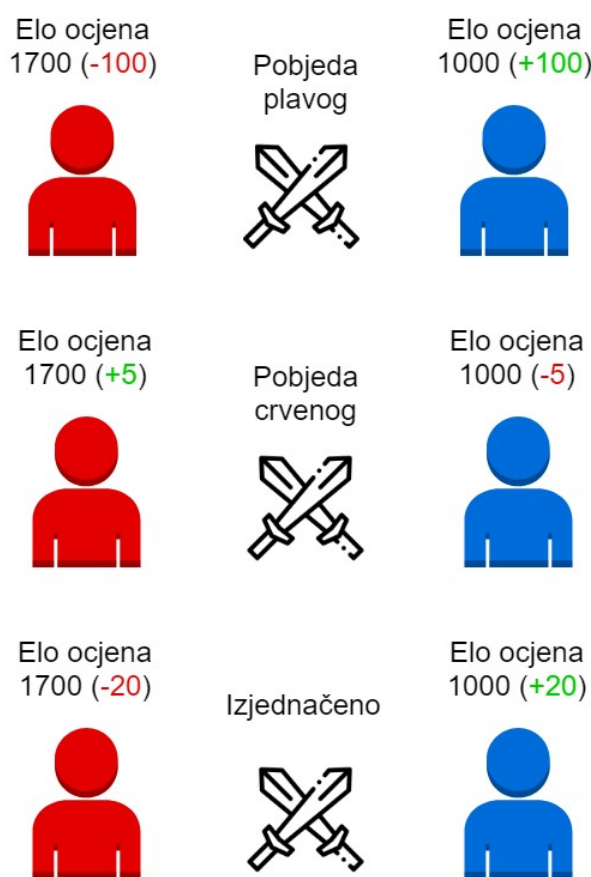 Elo ocjena
1700 (-100)
Pobjeda
plavog
Elo ocjena
1000 (+100)
Elo ocjena
1700 (+5)
Pobjeda
crvenog
Elo ocjena
1000 (-5)
Elo ocjena
1700 (-20)
Izjednačeno
Elo ocjena
1000 (+20)